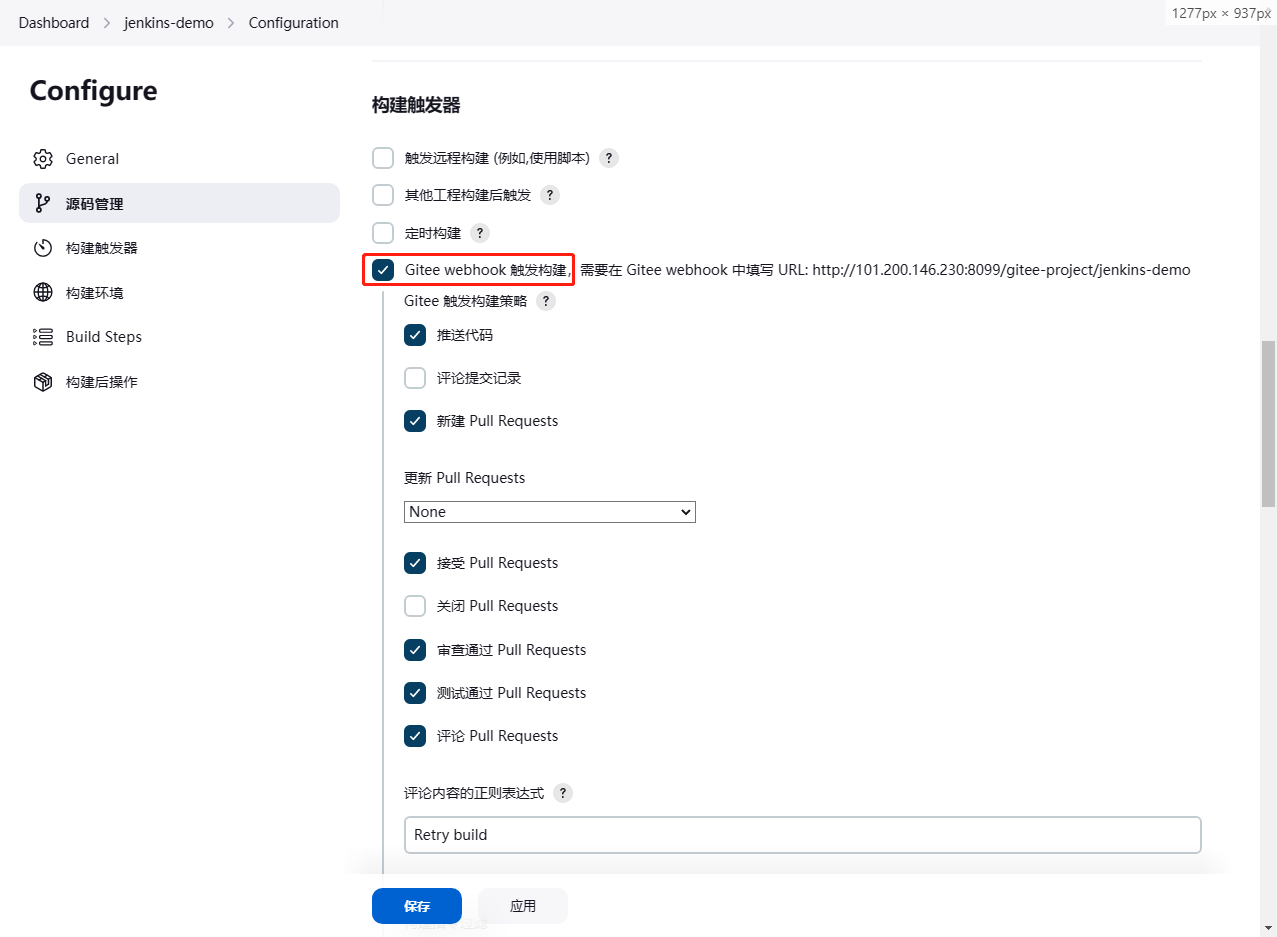 Dashboard > jenkins-demo > Configuration
1277px × 937px
Configure
General
源码管理
构建触发器
构建环境
Build Steps
构建后操作
构建触发器
触发远程构建 (例如,使用脚本) ?
其他工程构建后触发 ?
定时构建 ?
Gitee webhook 触发构建，需要在 Gitee webhook 中填写 URL: http://101.200.146.230:8099/gitee-project/jenkins-demo
Gitee 触发构建策略 ?
推送代码
评论提交记录
新建 Pull Requests
更新 Pull Requests
None
接受 Pull Requests
关闭 Pull Requests
审查通过 Pull Requests
测试通过 Pull Requests
评论 Pull Requests
评论内容的正则表达式 ?
Retry build
保存
应用